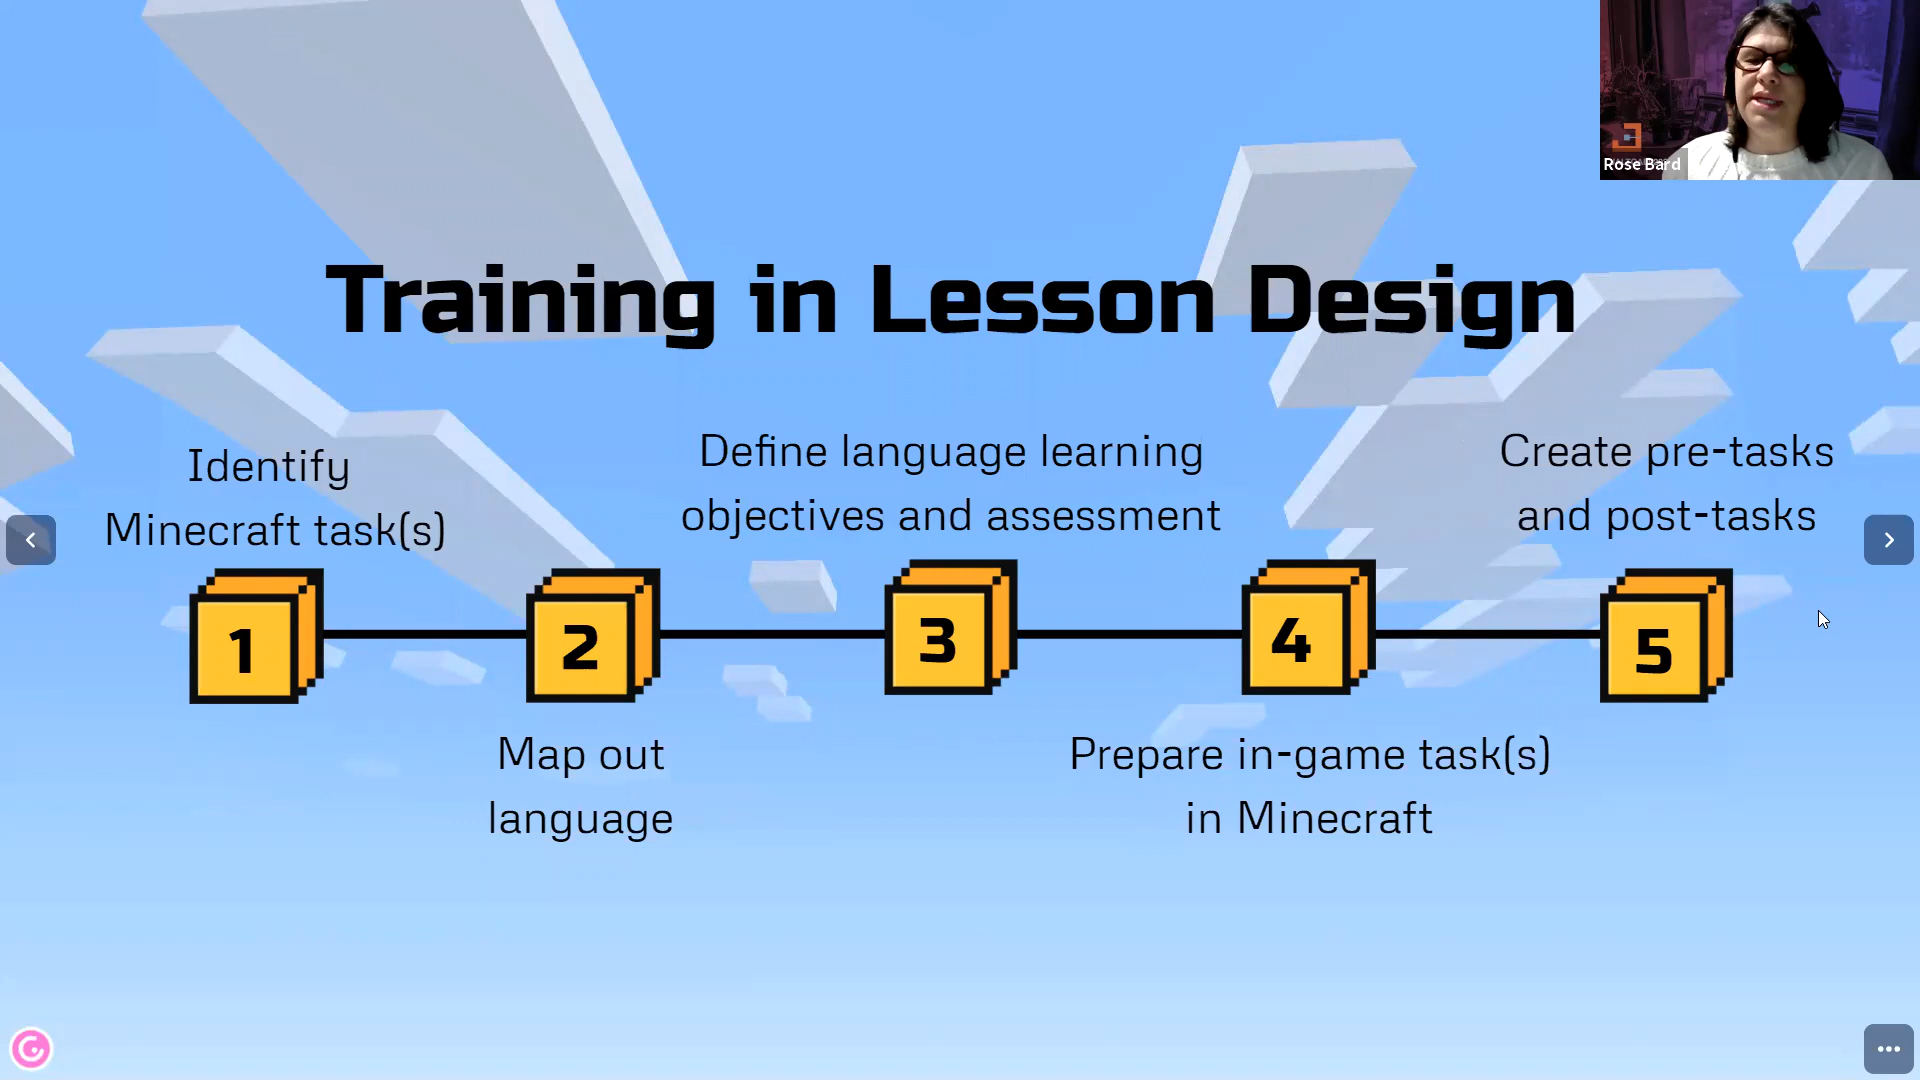 Rose Bard
Training in Lesson Design
Identify
Minecraft task(s)
Define language learning
objectives and assessment
Create pre-tasks
and post-tasks
1
2
3
4
5
Map out
language
Prepare in-game task(s)
in Minecraft